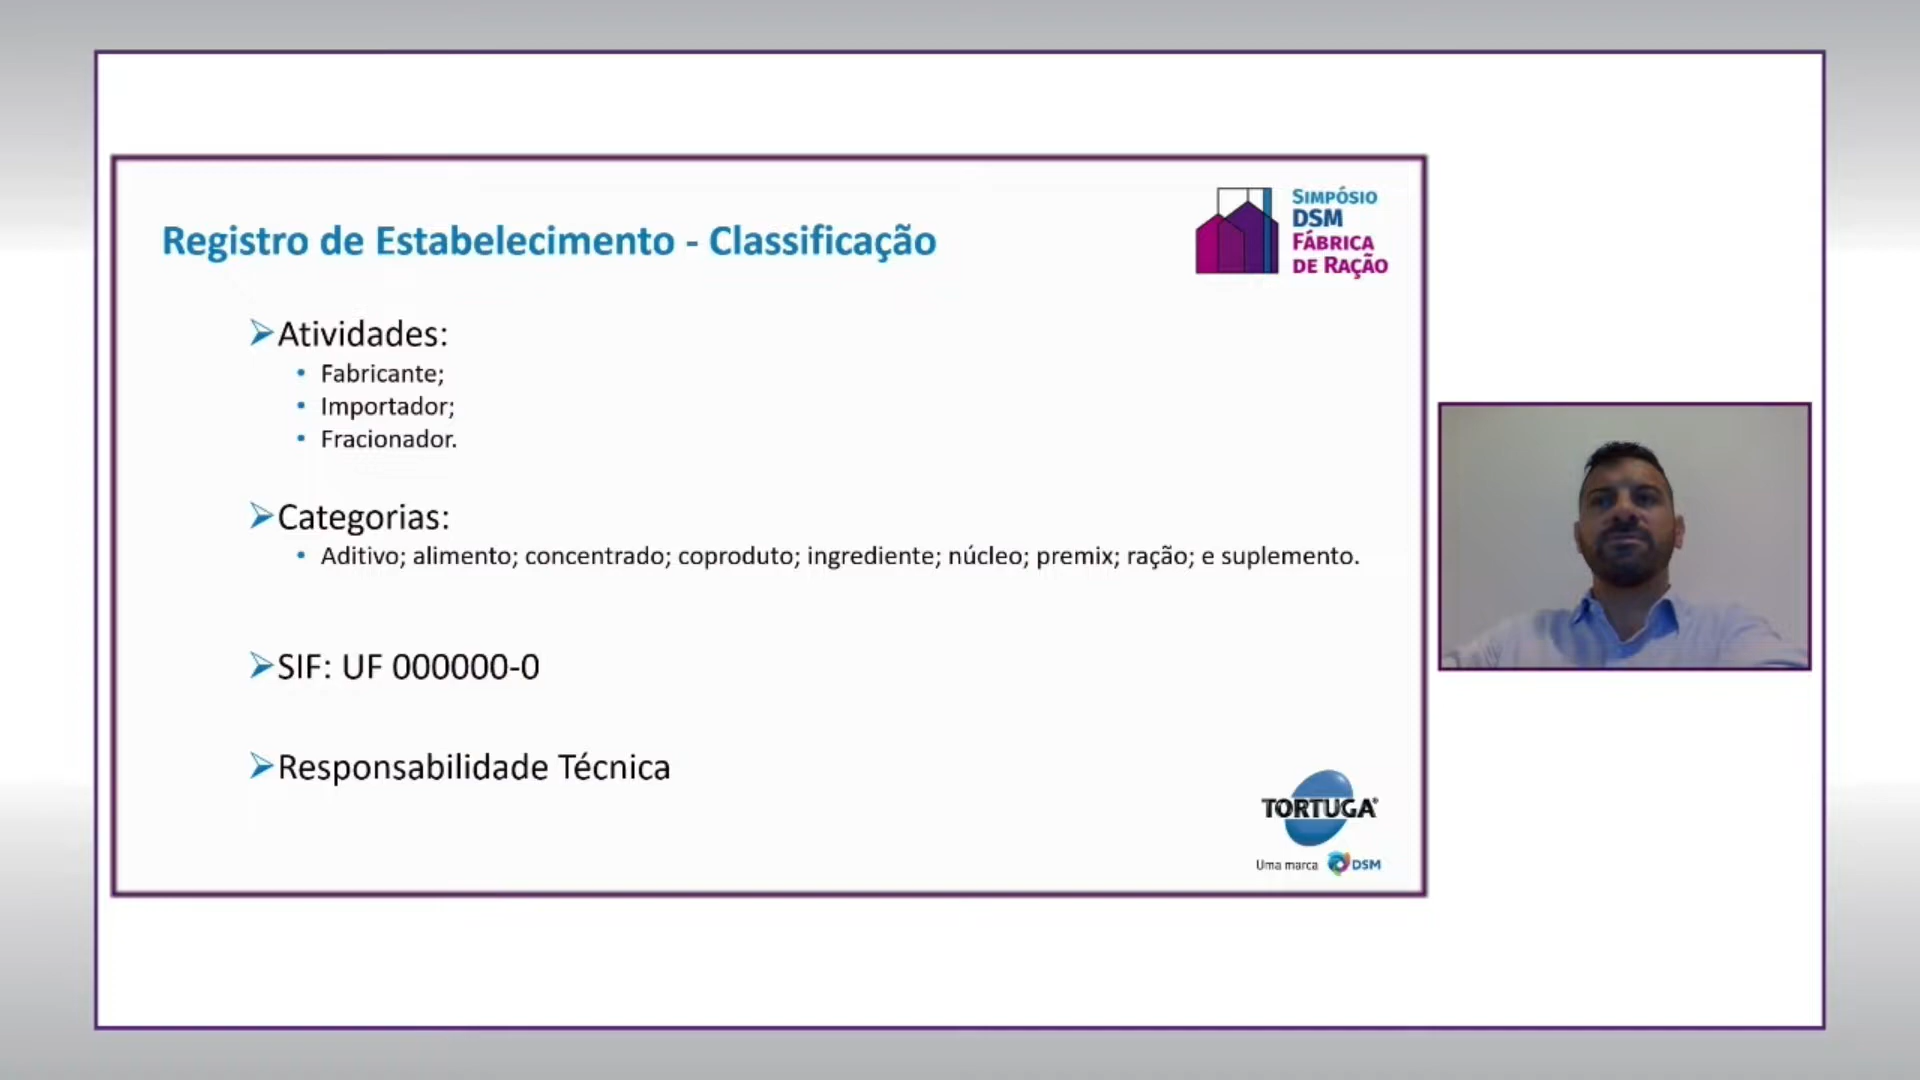 Registro de Estabelecimento - Classificação
SIMPÓSIO
DSM
FÁBRICA
DE RAÇÃO
Atividades:
Fabricante;
Importador;
Fracionador.
Categorias:
Aditivo; alimento; concentrado; coproduto; ingrediente; núcleo; premix; ração; e suplemento.
SIF: UF 000000-0
Responsabilidade Técnica
TORTUGA®
Uma marca DSM